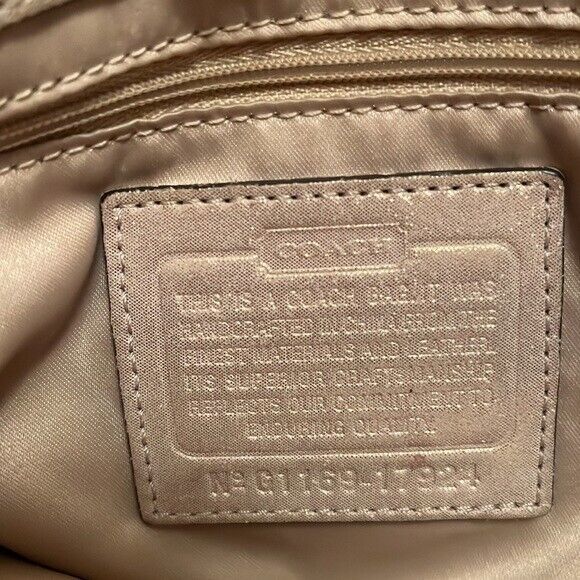 COACH
THIS IS A COACH BAG. IT WAS
HANDCRAFTED IN CHINA FROM THE
FINEST MATERIALS AND LEATHER.
ITS SUPERIOR CRAFTSMANSHIP
REFLECTS OUR COMMITMENT TO
ENDURING QUALITY.
Nº G1169-17924